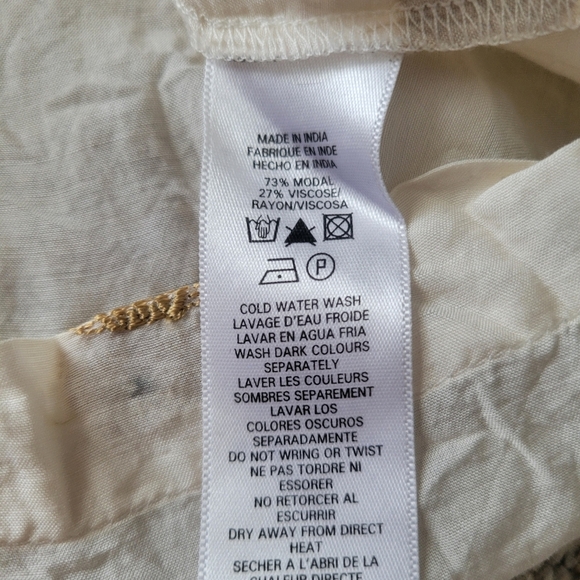 MADE IN INDIA
FABRIQUE EN INDE
HECHO EN INDIA
73% MODAL
27% VISCOSE/
RAYON/VISCOSA
P
COLD WATER WASH
LAVAGE D'EAU FROIDE
LAVAR EN AGUA FRIA
WASH DARK COLOURS
SEPARATELY
LAVER LES COULEURS
SOMBRES SEPAREMENT
LAVAR LOS
COLORES OSCUROS
SEPARADAMENTE
DO NOT WRING OR TWIST
NE PAS TORDRE NI
ESSORER
NO RETORCER AL
ESCURRIR
DRY AWAY FROM DIRECT
HEAT
SECHER A L'ABRI DE LA
CHALEUR DIRECTE